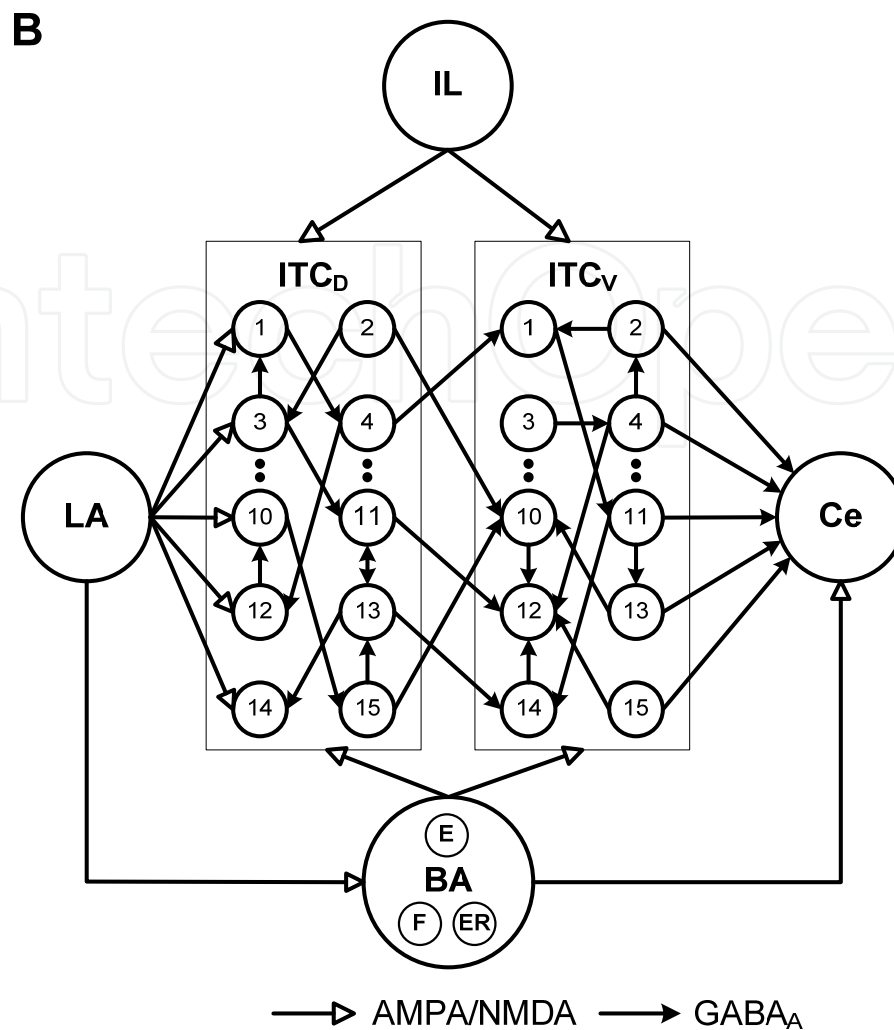 B
IL
ITCD ITCV
1 2 1 2
3 4 3 4
LA 10 11 10 11 Ce
12 13 12 13
14 15 14 15
E
BA
F ER
AMPA/NMDA GABAA